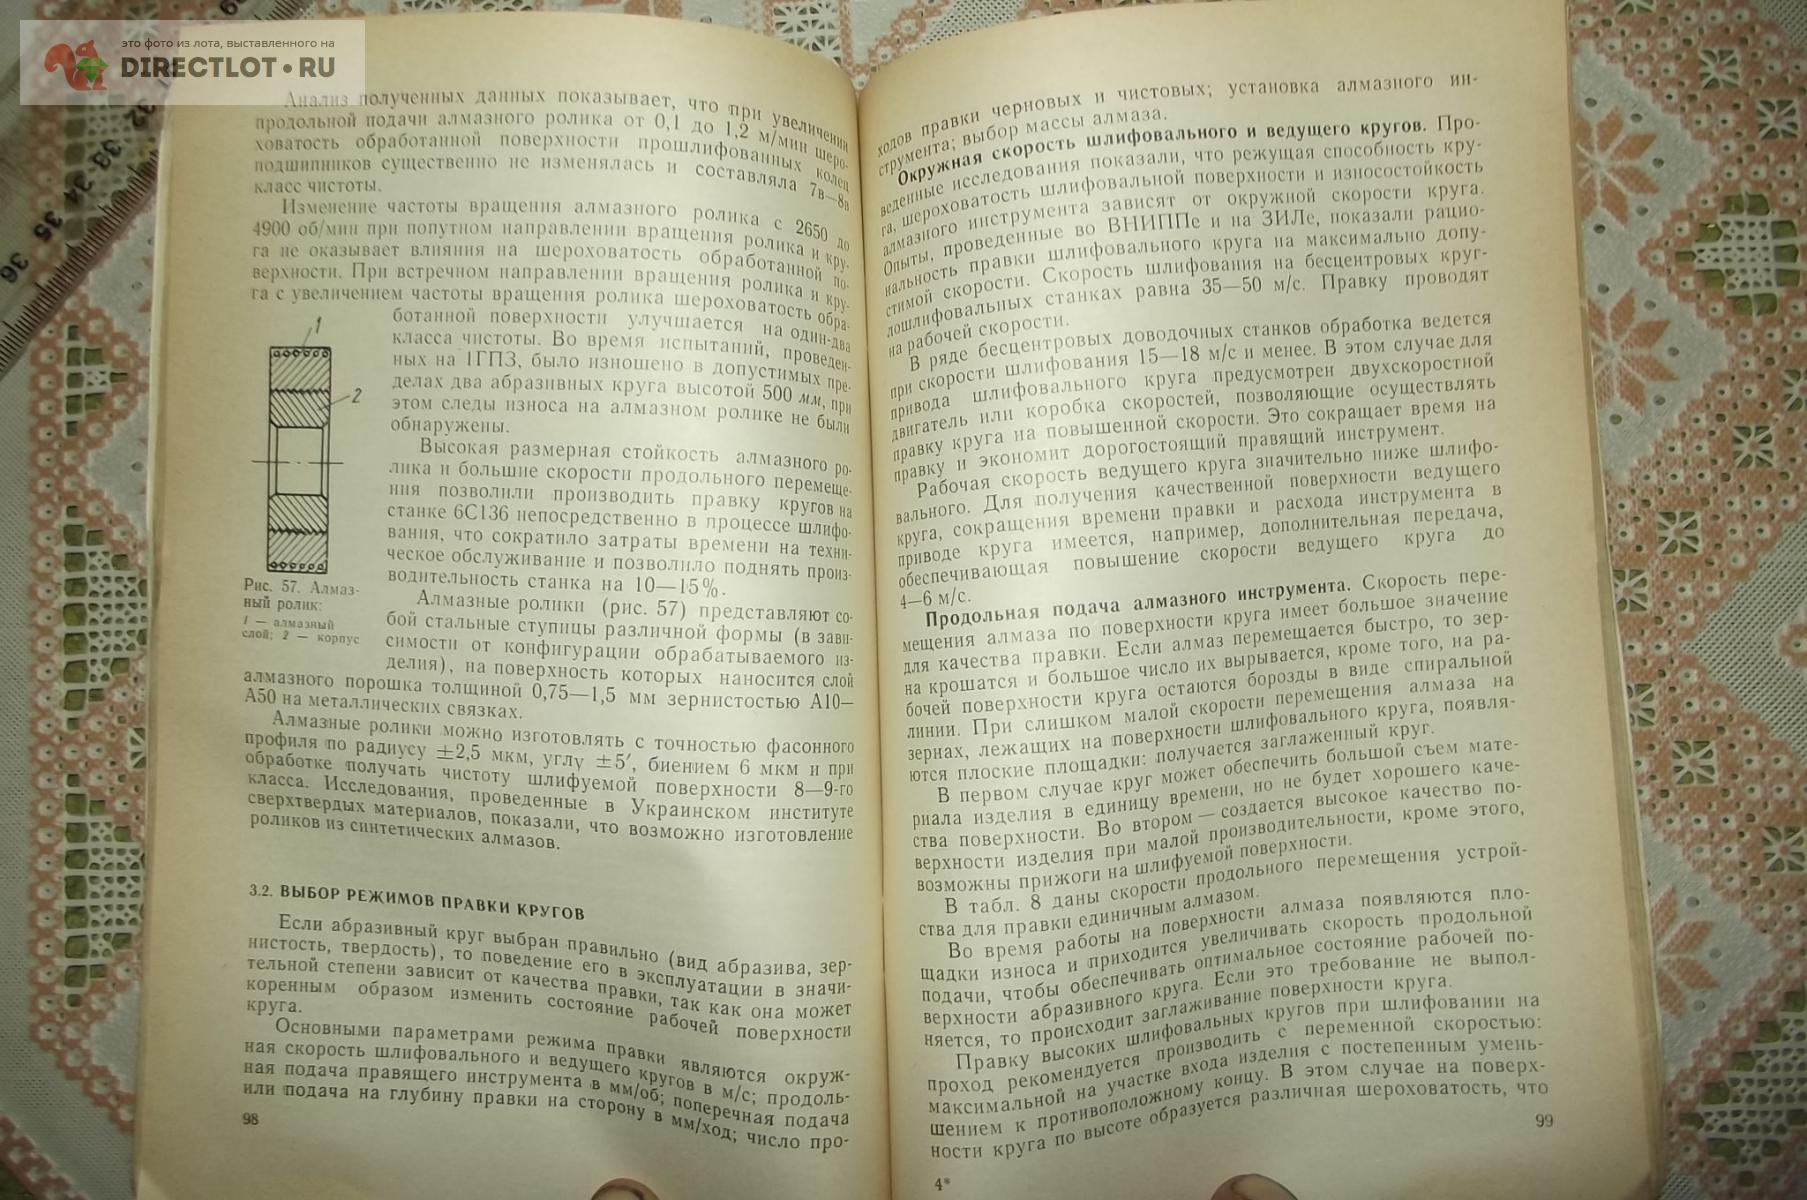 это фото из лота, выставленного на
DIRECTLOT.RU
Анализ полученных данных показывает, что при увеличении
продольной подачи алмазного ролика от 0,1 до 1,2 м/мин шеро-
ховатость обработанной поверхности прошлифованных колец
подшипников существенно не изменялась и составляла 7в—8в
класс чистоты.
Изменение частоты вращения алмазного ролика с 2650 до
4900 об/мин при попутном направлении вращения ролика и кру-
га не оказывает влияния на шероховатость обработанной по-
верхности. При встречном направлении вращения ролика и кру-
га с увеличением частоты вращения ролика шероховатость обра-
ботанной поверхности улучшается на один-два
класса чистоты. Во время испытаний, проведен-
ных на 1ГПЗ, было изношено в допустимых пре-
делах два абразивных круга высотой 500 мм, при
этом следы износа на алмазном ролике не были
обнаружены.
Высокая размерная стойкость алмазного ро-
лика и большие скорости продольного перемеще-
ния позволили производить правку кругов на
станке 6С136 непосредственно в процессе шлифо-
вания, что сократило затраты времени на техни-
ческое обслуживание и позволило поднять произ-
водительность станка на 10—15%.
Алмазные ролики (рис. 57) представляют со-
бой стальные ступицы различной формы (в зави-
симости от конфигурации обрабатываемого из-
делия), на поверхность которых наносится слой
алмазного порошка толщиной 0,75—1,5 мм зернистостью А10—
А50 на металлических связках.
1
2
Рис. 57. Алмаз-
ный ролик:
1 — алмазный
слой; 2 — корпус
Алмазные ролики можно изготовлять с точностью фасонного
профиля по радиусу ±2,5 мкм, углу ±5′, биением 6 мкм и при
обработке получать чистоту шлифуемой поверхности 8—9-го
класса. Исследования, проведенные в Украинском институте
сверхтвердых материалов, показали, что возможно изготовление
роликов из синтетических алмазов.
3.2. ВЫБОР РЕЖИМОВ ПРАВКИ КРУГОВ
Если абразивный круг выбран правильно (вид абразива, зер-
нистость, твердость), то поведение его в эксплуатации в значи-
тельной степени зависит от качества правки, так как она может
коренным образом изменить состояние рабочей поверхности
круга.
Основными параметрами режима правки являются окруж-
ная скорость шлифовального и ведущего кругов в м/с; продоль-
ная подача правящего инструмента в мм/об; поперечная подача
или подача на глубину правки на сторону в мм/ход; число про-
98
ходов правки черновых и чистовых; установка алмазного ин-
струмента; выбор массы алмаза.
Окружная скорость шлифовального и ведущего кругов. Про-
веденные исследования показали, что режущая способность кру-
га, шероховатость шлифовальной поверхности и износостойкость
алмазного инструмента зависят от окружной скорости круга.
Опыты, проведенные во ВНИППе и на ЗИЛе, показали рацио-
нальность правки шлифовального круга на максимально допу-
стимой скорости. Скорость шлифования на бесцентровых круг-
лошлифовальных станках равна 35—50 м/с. Правку проводят
на рабочей скорости.
В ряде бесцентровых доводочных станков обработка ведется
при скорости шлифования 15—18 м/с и менее. В этом случае для
привода шлифовального круга предусмотрен двухскоростной
двигатель или коробка скоростей, позволяющие осуществлять
правку круга на повышенной скорости. Это сокращает время на
правку и экономит дорогостоящий правящий инструмент.
Рабочая скорость ведущего круга значительно ниже шлифо-
вального. Для получения качественной поверхности ведущего
круга, сокращения времени правки и расхода инструмента в
приводе круга имеется, например, дополнительная передача,
обеспечивающая повышение скорости ведущего круга до
4—6 м/с.
Продольная подача алмазного инструмента. Скорость пере-
мещения алмаза по поверхности круга имеет большое значение
для качества правки. Если алмаз перемещается быстро, то зер-
на крошатся и большое число их вырывается, кроме того, на ра-
бочей поверхности круга остаются борозды в виде спиральной
линии. При слишком малой скорости перемещения алмаза на
зернах, лежащих на поверхности шлифовального круга, появля-
ются плоские площадки: получается заглаженный круг.
В первом случае круг может обеспечить большой съем мате-
риала изделия в единицу времени, но не будет хорошего каче-
ства поверхности. Во втором — создается высокое качество по-
верхности изделия при малой производительности, кроме этого,
возможны прижоги на шлифуемой поверхности.
В табл. 8 даны скорости продольного перемещения устрой-
ства для правки единичным алмазом.
Во время работы на поверхности алмаза появляются пло-
щадки износа и приходится увеличивать скорость продольной
подачи, чтобы обеспечивать оптимальное состояние рабочей по-
верхности абразивного круга. Если это требование не выпол-
няется, то происходит заглаживание поверхности круга.
Правку высоких шлифовальных кругов при шлифовании на
проход рекомендуется производить с переменной скоростью:
максимальной на участке входа изделия с постепенным умень-
шением к противоположному концу. В этом случае на поверх-
ности круга по высоте образуется различная шероховатость, что
99
4*
32
33
34
35
36